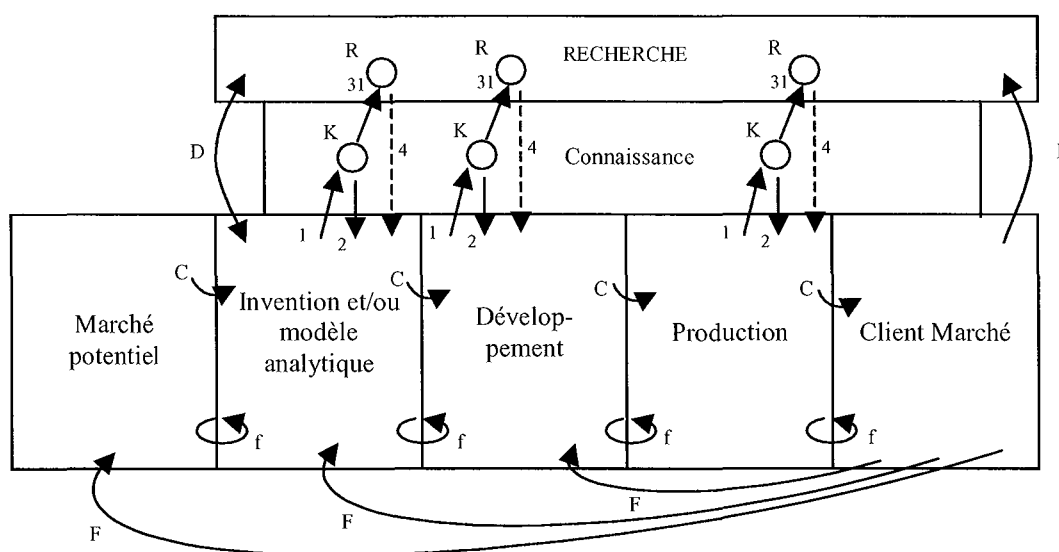 R
R
R
RECHERCHE
31
31
31
K
K
K
D
4
4
Connaissance
4
1
2
1
2
1
2
C
C
C
C
Marché
potentiel
Invention et/ou
modèle
analytique
Dévelop-
pement
Production
Client Marché
f
f
f
f
F
F
F